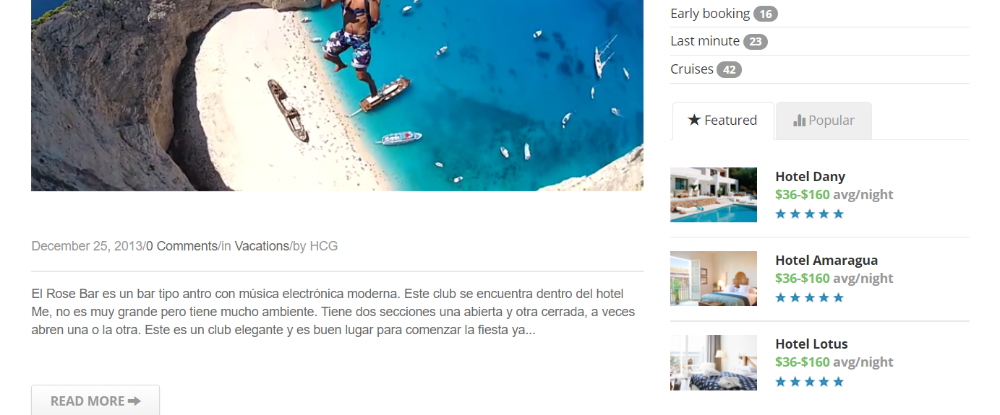 Early booking 16
Last minute 23
Cruises 42
Featured
Popular
Hotel Dany
$36-$160 avg/night
Hotel Amaragua
$36-$160 avg/night
Hotel Lotus
$36-$160 avg/night
December 25, 2013/0 Comments/in Vacations/by HCG
El Rose Bar es un bar tipo antro con música electrónica moderna. Este club se encuentra dentro del hotel
Me, no es muy grande pero tiene mucho ambiente. Tiene dos secciones una abierta y otra cerrada, a veces
abren una o la otra. Este es un club elegante y es buen lugar para comenzar la fiesta ya...
READ MORE